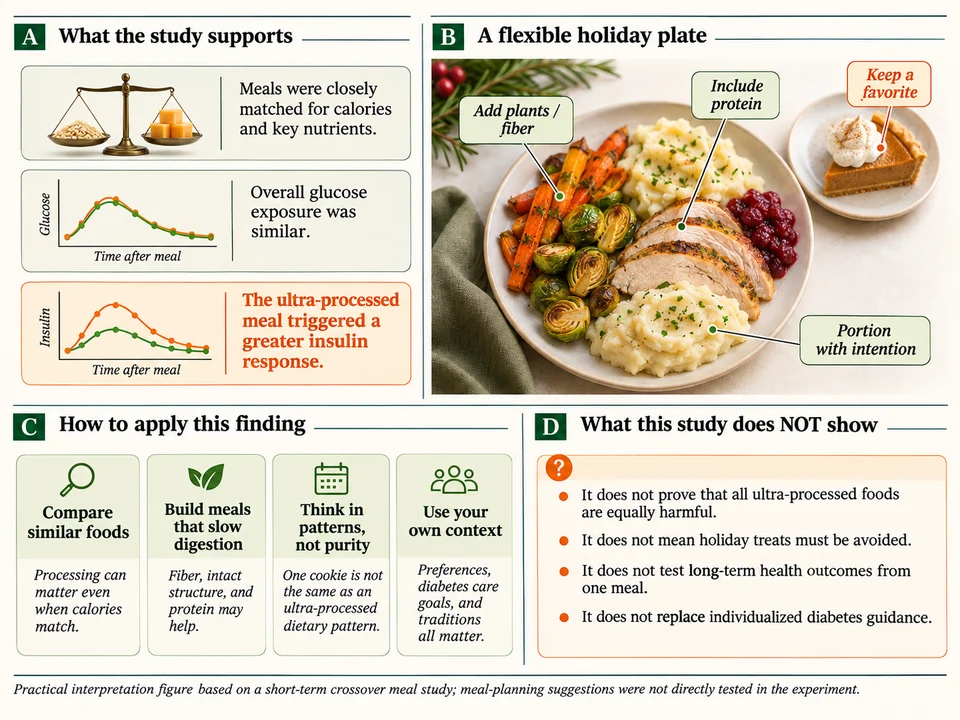 A What the study supports
Meals were closely
matched for calories
and key nutrients.
Glucose
Time after meal
Overall glucose
exposure was
similar.
Insulin
Time after meal
The ultra-processed
meal triggered a
greater insulin
response.
B A flexible holiday plate
Add plants /
fiber
Include
protein
Keep a
favorite
Portion
with intention
C How to apply this finding
Compare
similar foods
Processing can
matter even
when calories
match.
Build meals
that slow
digestion
Fiber, intact
structure, and
protein may
help.
Think in
patterns,
not purity
One cookie is not
the same as an
ultra-processed
dietary pattern.
Use your
own context
Preferences,
diabetes care
goals, and
traditions
all matter.
D What this study does NOT show
?
It does not prove that all ultra-processed foods
are equally harmful.
It does not mean holiday treats must be avoided.
It does not test long-term health outcomes from
one meal.
It does not replace individualized diabetes guidance.
Practical interpretation figure based on a short-term crossover meal study; meal-planning suggestions were not directly tested in the experiment.